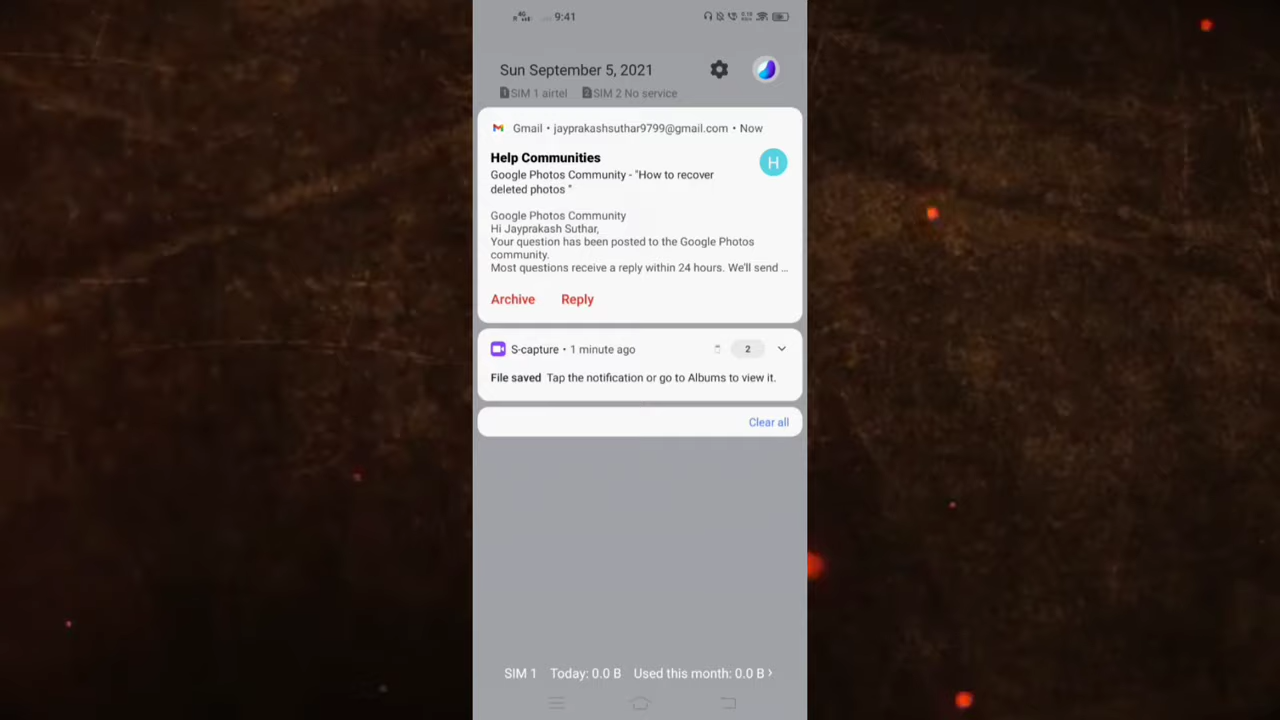 4G 9:41
Sun September 5, 2021
SIM 1 airtel SIM 2 No service
Gmail • jayprakashsuthar9799@gmail.com • Now
Help Communities
H
Google Photos Community - "How to recover
deleted photos "
Google Photos Community
Hi Jayprakash Suthar,
Your question has been posted to the Google Photos
community.
Most questions receive a reply within 24 hours. We'll send ...
Archive Reply
S-capture • 1 minute ago 2
File saved Tap the notification or go to Albums to view it.
Clear all
SIM 1 Today: 0.0 B Used this month: 0.0 B ›